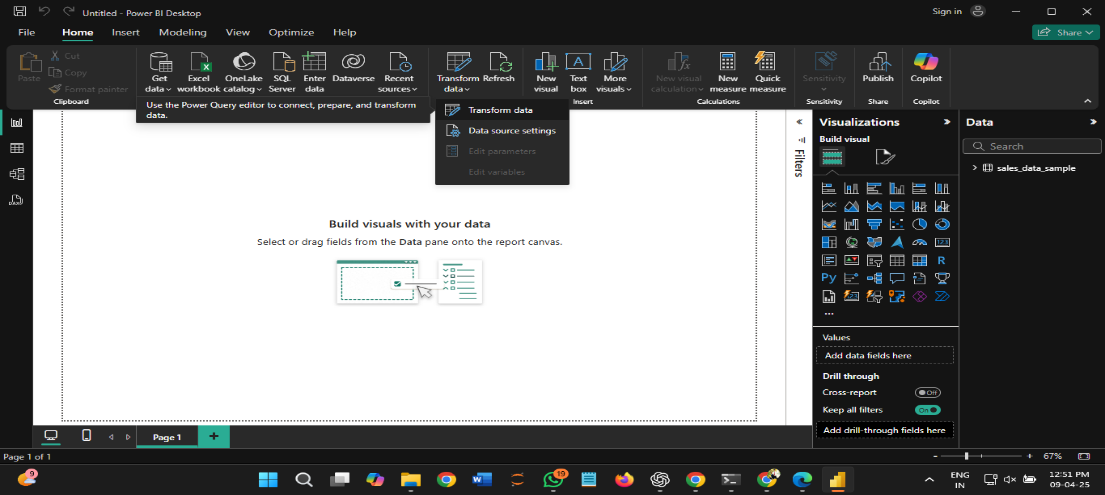 Untitled - Power BI Desktop
Sign in
File Home Insert Modeling View Optimize Help
Share
Paste
Cut
Copy
Format painter
Clipboard
Get data
Excel workbook
OneLake catalog
SQL Server
Enter data
Dataverse
Recent sources
Transform data
Refresh
New visual
Text box
More visuals
Insert
New visual calculation
New measure
Quick measure
Calculations
Sensitivity
Sensitivity
Publish
Share
Copilot
Copilot
Use the Power Query editor to connect, prepare, and transform
data.
Transform data
Data source settings
Edit parameters
Edit variables
Build visuals with your data
Select or drag fields from the Data pane onto the report canvas.
Filters
Visualizations
Build visual
123
R
Py
...
Values
Add data fields here
Drill through
Cross-report
Off
Keep all filters
On
Add drill-through fields here
Data
Search
sales_data_sample
Page 1
+
Page 1 of 1
- + 67%
9
19
ENG
IN
12:51 PM
09-04-25